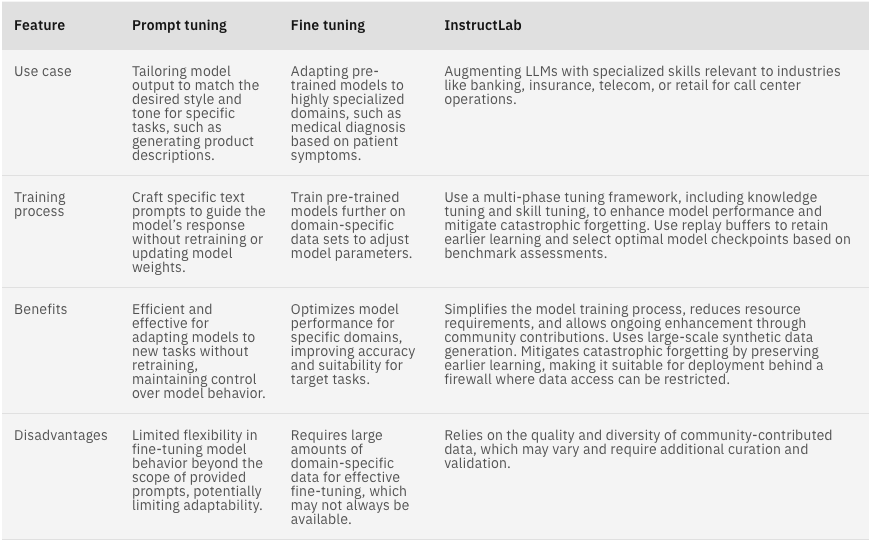 Feature
Prompt tuning
Fine tuning
InstructLab
Use case
Tailoring model
output to match the
desired style and
tone for specific
tasks, such as
generating product
descriptions.
Adapting pre-
trained models to
highly specialized
domains, such as
medical diagnosis
based on patient
symptoms.
Augmenting LLMs with specialized skills relevant to industries
like banking, insurance, telecom, or retail for call center
operations.
Training
process
Craft specific text
prompts to guide the
model's response
without retraining or
updating model
weights.
Train pre-trained
models further on
domain-specific
data sets to adjust
model parameters.
Use a multi-phase tuning framework, including knowledge
tuning and skill tuning, to enhance model performance and
mitigate catastrophic forgetting. Use replay buffers to retain
earlier learning and select optimal model checkpoints based on
benchmark assessments.
Benefits
Efficient and
effective for
adapting models to
new tasks without
retraining,
maintaining control
over model behavior.
Optimizes model
performance for
specific domains,
improving accuracy
and suitability for
target tasks.
Simplifies the model training process, reduces resource
requirements, and allows ongoing enhancement through
community contributions. Uses large-scale synthetic data
generation. Mitigates catastrophic forgetting by preserving
earlier learning, making it suitable for deployment behind a
firewall where data access can be restricted.
Disadvantages
Limited flexibility in
fine-tuning model
behavior beyond the
scope of provided
prompts, potentially
limiting adaptability.
Requires large
amounts of
domain-specific
data for effective
fine-tuning, which
may not always be
available.
Relies on the quality and diversity of community-contributed
data, which may vary and require additional curation and
validation.